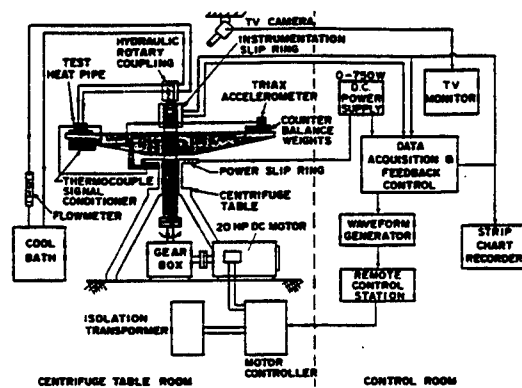 TV CAMERA
INSTRUMENTATION
SLIP RING
HYDRAULIC
ROTARY
COUPLING
TEST
HEAT PIPE
TRIAX
ACCELEROMETER
COUNTER
BALANCE
WEIGHTS
0-750W
D.C.
POWER
SUPPLY
TV
MONITOR
DATA
ACQUISITION &
FEEDBACK
CONTROL
POWER SLIP RING
THERMOCOUPLE
SIGNAL
CONDITIONER
CENTRIFUGE
TABLE
FLOWMETER
20 HP DC MOTOR
COOL
BATH
GEAR
BOX
WAVEFORM
GENERATOR
STRIP
CHART
RECORDER
REMOTE
CONTROL
STATION
ISOLATION
TRANSFORMER
MOTOR
CONTROLLER
CENTRIFUGE TABLE ROOM
CONTROL ROOM